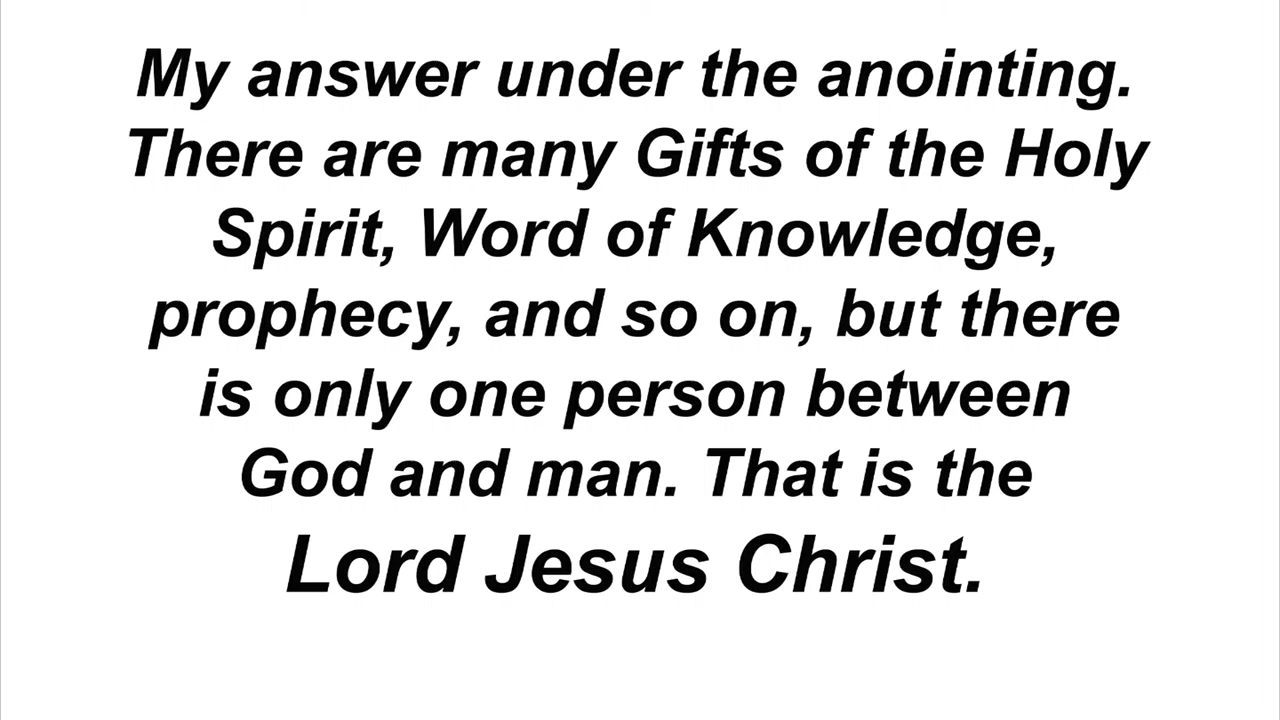 My answer under the anointing.
There are many Gifts of the Holy
Spirit, Word of Knowledge,
prophecy, and so on, but there
is only one person between
God and man. That is the
Lord Jesus Christ.